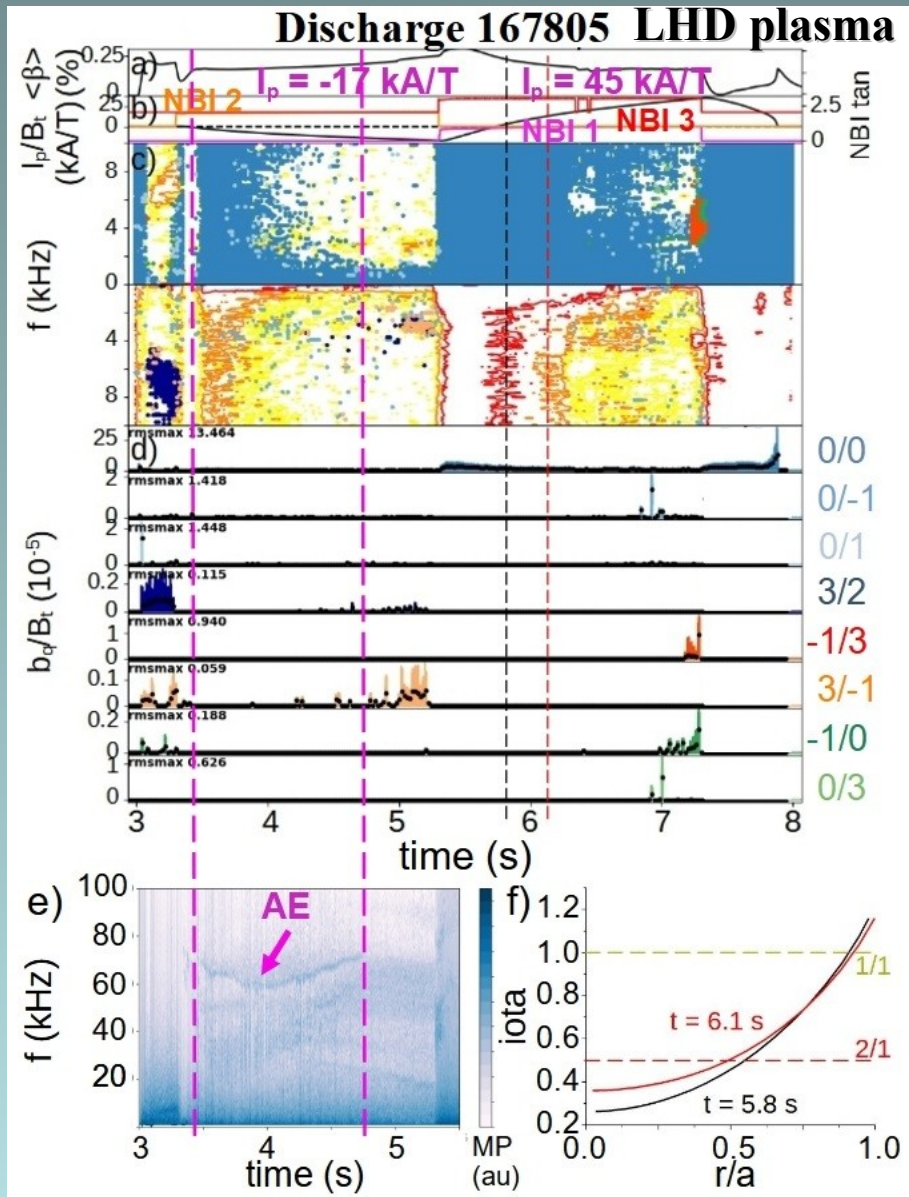 Discharge 167805 LHD plasma
a)
0.25
0
<β>
(%)
Iₚ = -17 kA/T
Iₚ = 45 kA/T
b)
NBI 2
NBI 1
NBI 3
25
0
Iₚ/Bₜ
(kA/T)
2.5
0
NBI tan
c)
8
4
0
4
8
f (kHz)
d)
25
0
rmsmax 13.464
0/0
2
0
rmsmax 1.418
0/-1
2
0
rmsmax 1.448
0/1
0.2
0
rmsmax 0.115
3/2
1
0
rmsmax 0.940
-1/3
0.1
0
rmsmax 0.059
3/-1
0.2
0
rmsmax 0.188
-1/0
1
0
rmsmax 0.626
0/3
b_θ/Bₜ (10⁻⁵)
3 4 5 6 7 8
time (s)
e)
100
80
60
40
20
f (kHz)
AE
3 4 5
time (s)
MP
(au)
f)
1.2
1.0
0.8
0.6
0.4
0.2
iota
1/1
t = 6.1 s
2/1
t = 5.8 s
0.0 0.5 1.0
r/a